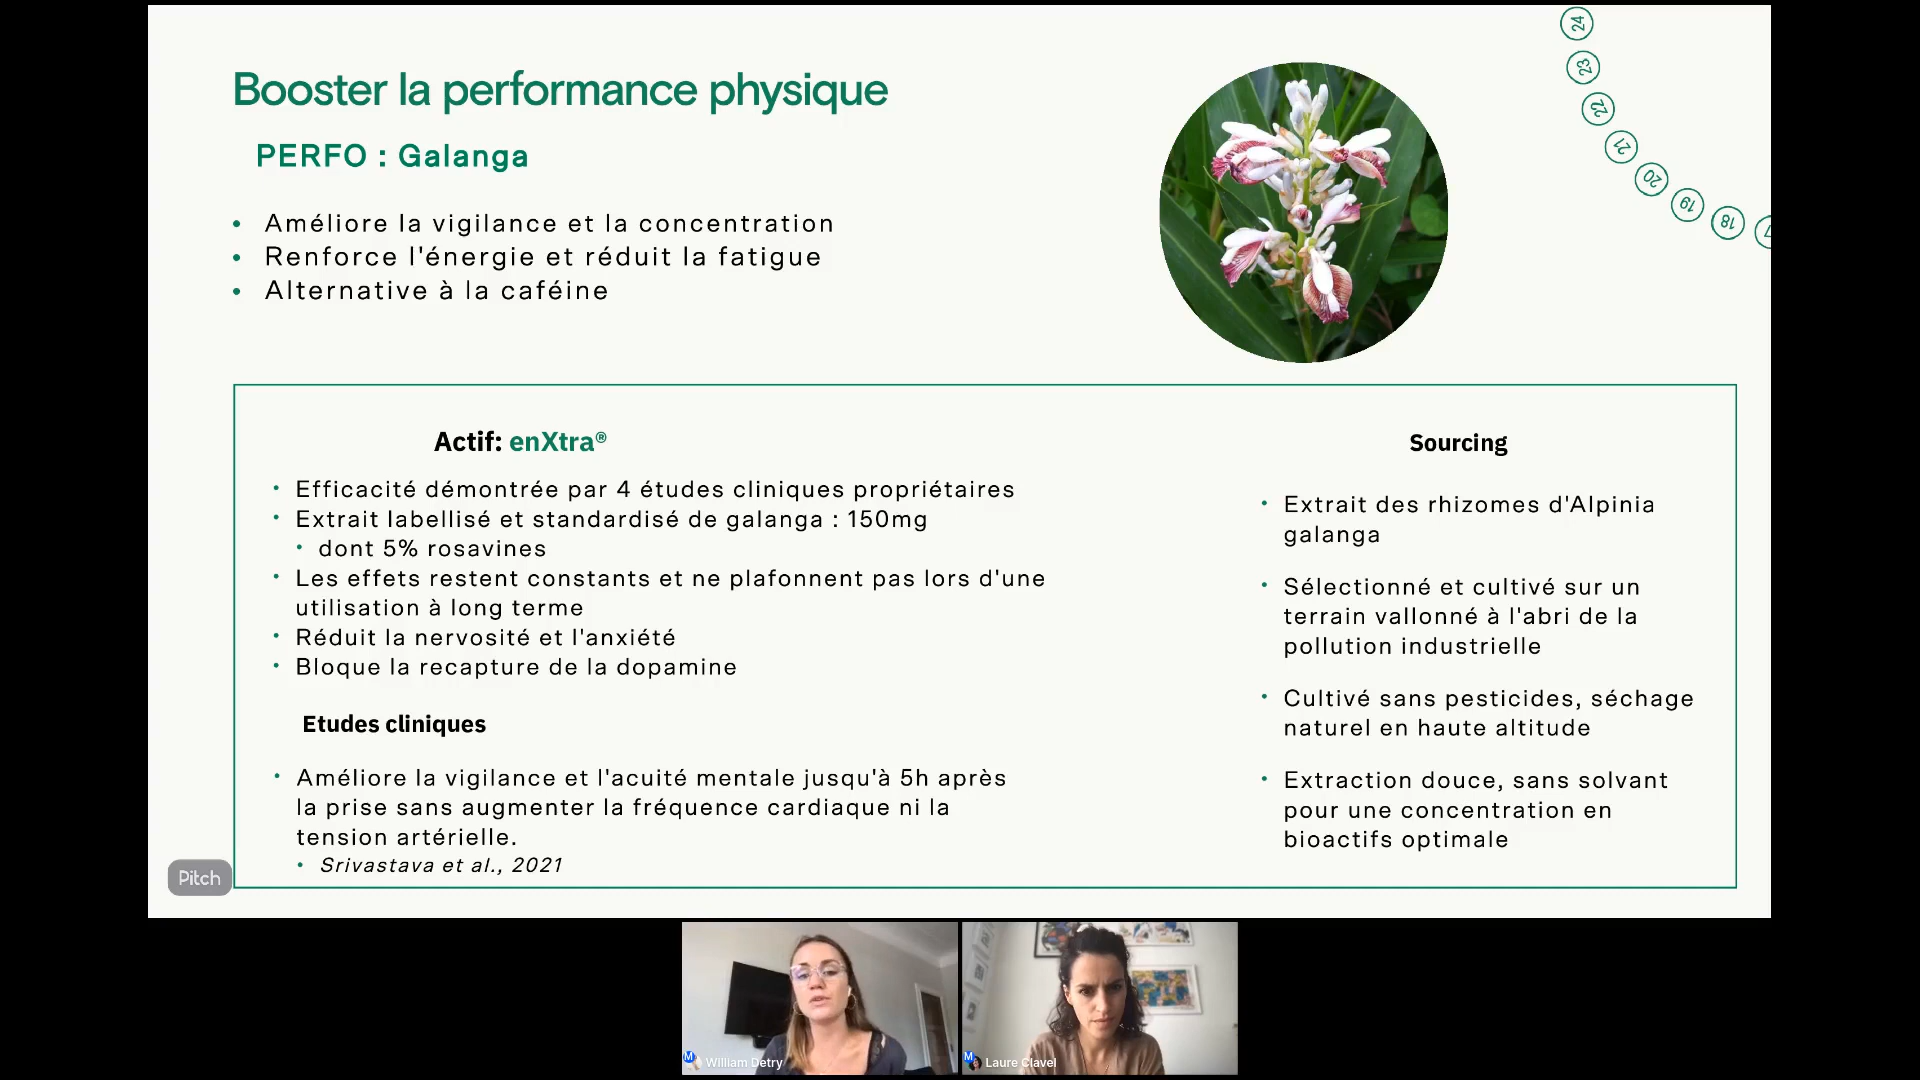 Booster la performance physique
PERFO : Galanga
• Améliore la vigilance et la concentration
• Renforce l'énergie et réduit la fatigue
• Alternative à la caféine
24
23
22
21
20
19
18
Actif: enXtra®
• Efficacité démontrée par 4 études cliniques propriétaires
• Extrait labellisé et standardisé de galanga : 150mg
• dont 5% rosavines
• Les effets restent constants et ne plafonnent pas lors d'une
utilisation à long terme
• Réduit la nervosité et l'anxiété
• Bloque la recapture de la dopamine
Etudes cliniques
• Améliore la vigilance et l'acuité mentale jusqu'à 5h après
la prise sans augmenter la fréquence cardiaque ni la
tension artérielle.
• Srivastava et al., 2021
Sourcing
• Extrait des rhizomes d'Alpinia
galanga
• Sélectionné et cultivé sur un
terrain vallonné à l'abri de la
pollution industrielle
• Cultivé sans pesticides, séchage
naturel en haute altitude
• Extraction douce, sans solvant
pour une concentration en
bioactifs optimale
Pitch
M William Detry
M Laure Clavel